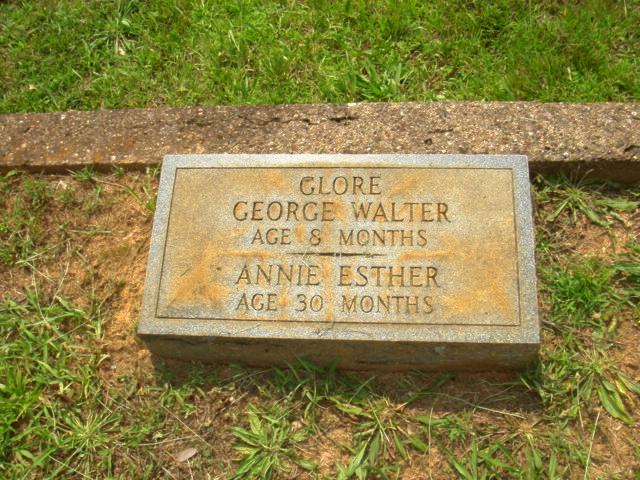 GLORE
GEORGE WALTER
AGE 8 MONTHS
ANNIE ESTHER
AGE 30 MONTHS